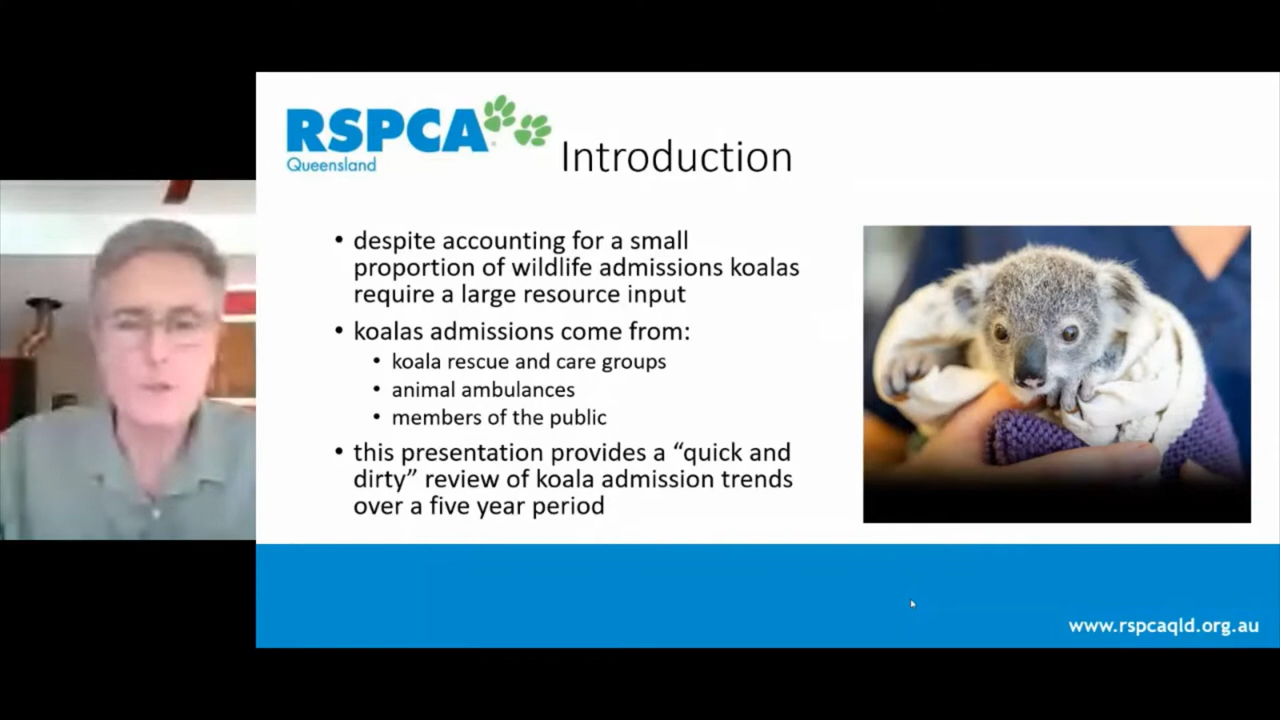 RSPCA
Queensland
Introduction
• despite accounting for a small
proportion of wildlife admissions koalas
require a large resource input
• koalas admissions come from:
• koala rescue and care groups
• animal ambulances
• members of the public
• this presentation provides a “quick and
dirty” review of koala admission trends
over a five year period
www.rspcaqld.org.au